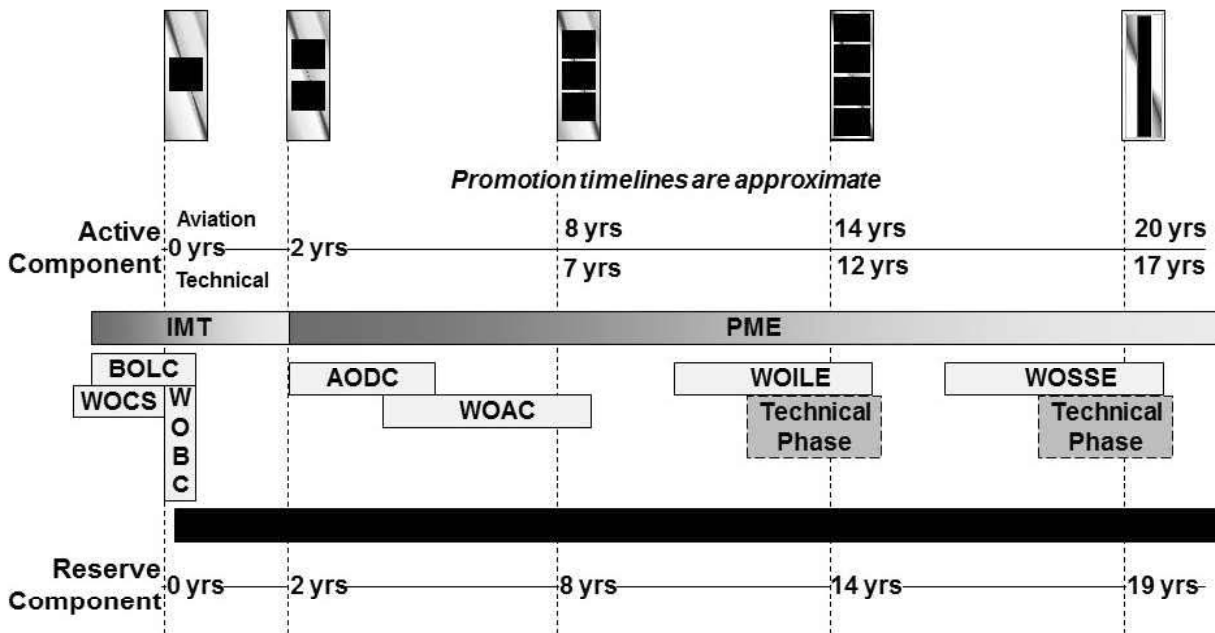 Promotion timelines are approximate
Active
Component
Aviation
0 yrs
Technical
2 yrs
8 yrs
7 yrs
14 yrs
12 yrs
20 yrs
17 yrs
IMT
PME
BOLC
WOCS
W
O
B
C
AODC
WOAC
WOILE
Technical
Phase
WOSSE
Technical
Phase
Reserve
Component
0 yrs
2 yrs
8 yrs
14 yrs
19 yrs